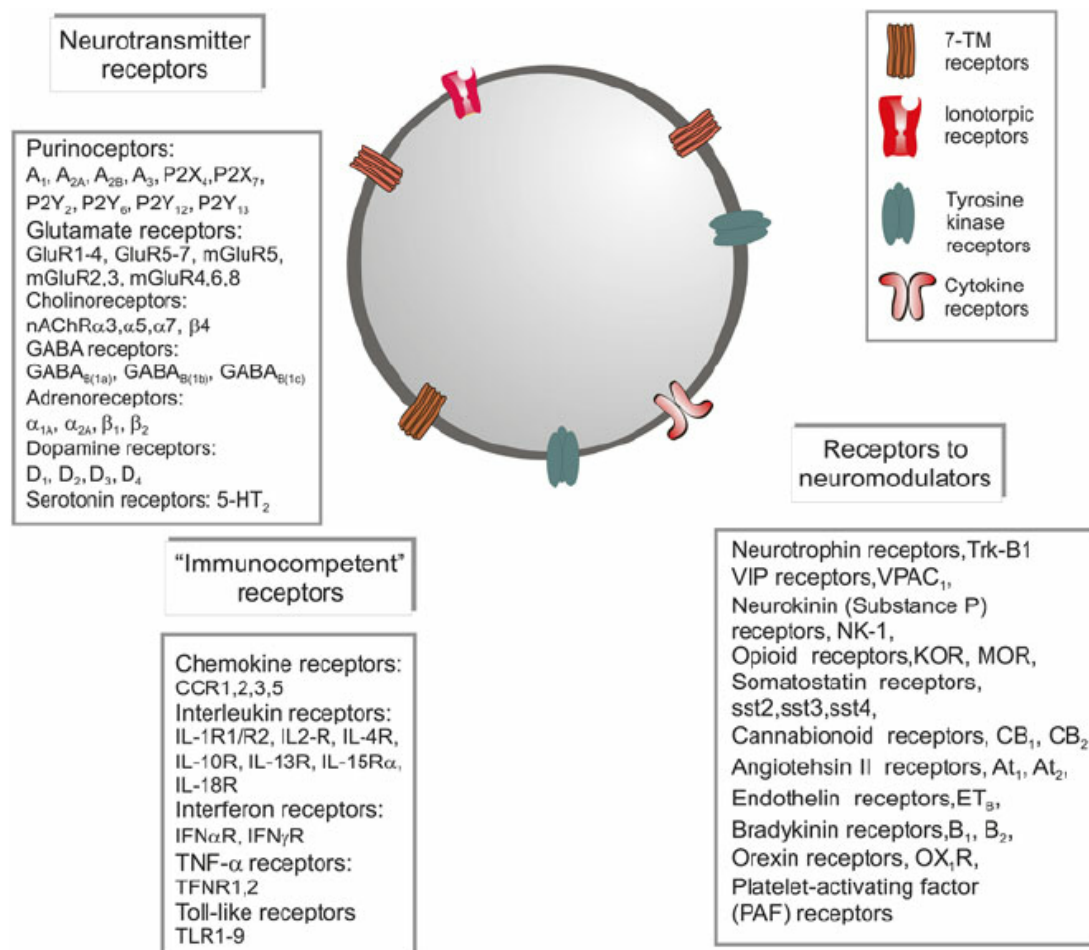 Neurotransmitter
receptors
Purinoceptors:
A₁, A₂A, A₂B, A₃, P2X₄,P2X₇,
P2Y₂, P2Y₆, P2Y₁₂, P2Y₁₃
Glutamate receptors:
GluR1-4, GluR5-7, mGluR5,
mGluR2,3, mGluR4,6,8
Cholinoreceptors:
nAChRα3,α5,α7, β4
GABA receptors:
GABA B(1a), GABA B(1b), GABA B(1c)
Adrenoreceptors:
α₁A, α₂A, β₁, β₂
Dopamine receptors:
D₁, D₂, D₃, D₄
Serotonin receptors: 5-HT₂
"Immunocompetent"
receptors
Chemokine receptors:
CCR1,2,3,5
Interleukin receptors:
IL-1R1/R2, IL2-R, IL-4R,
IL-10R, IL-13R, IL-15Rα,
IL-18R
Interferon receptors:
IFNαR, IFNγR
TNF-α receptors:
TFNR1,2
Toll-like receptors
TLR1-9
7-TM
receptors
Ionotorpic
receptors
Tyrosine
kinase
receptors
Cytokine
receptors
Receptors to
neuromodulators
Neurotrophin receptors,Trk-B1
VIP receptors,VPAC₁,
Neurokinin (Substance P)
receptors, NK-1,
Opioid receptors,KOR, MOR,
Somatostatin receptors,
sst2,sst3,sst4,
Cannabionoid receptors, CB₁, CB₂
Angiotehsin II receptors, At₁, At₂,
Endothelin receptors,ET B,
Bradykinin receptors,B₁, B₂,
Orexin receptors, OX₁R,
Platelet-activating factor
(PAF) receptors